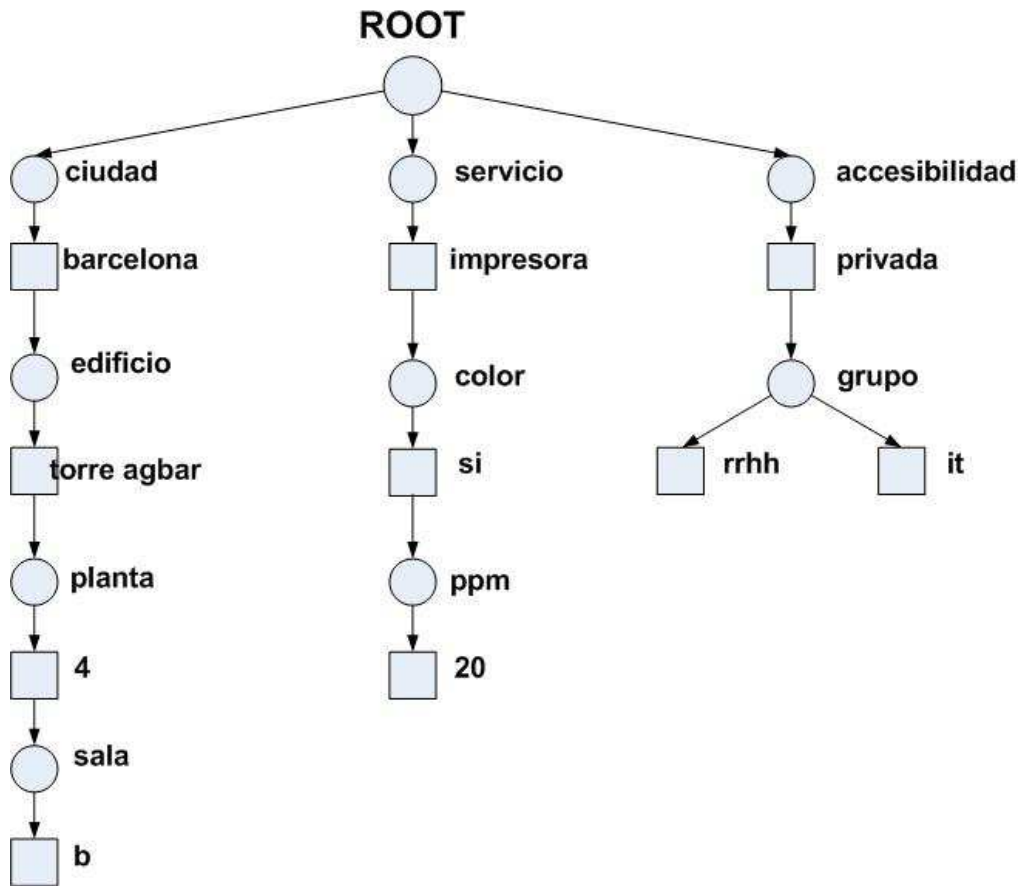 ROOT
ciudad
servicio
accesibilidad
barcelona
impresora
privada
edificio
color
grupo
torre agbar
si
rrhh
it
planta
ppm
4
20
sala
b